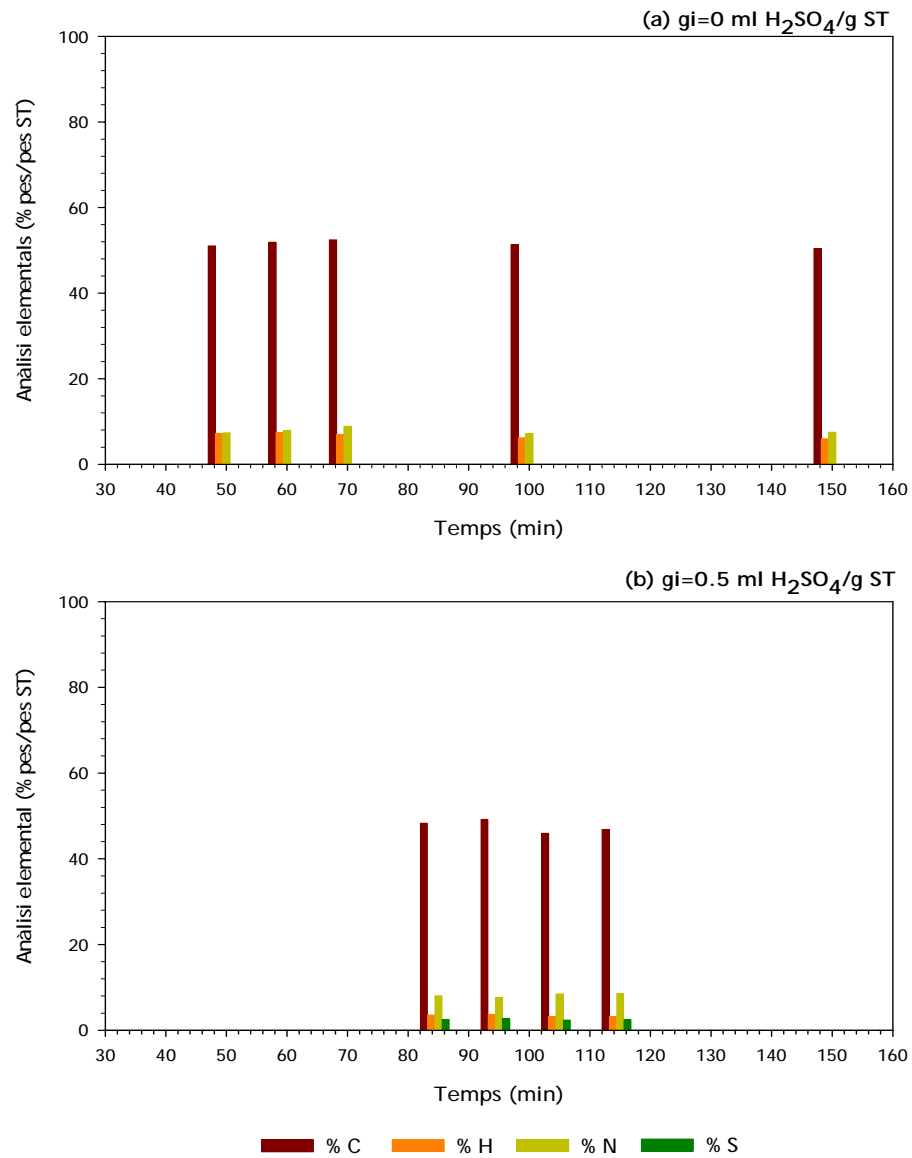 (a) gi=0 ml H₂SO₄/g ST
100
80
60
40
20
0
Anàlisi elementals (% pes/pes ST)
30 40 50 60 70 80 90 100 110 120 130 140 150 160
Temps (min)
(b) gi=0.5 ml H₂SO₄/g ST
100
80
60
40
20
0
Anàlisi elemental (% pes/pes ST)
30 40 50 60 70 80 90 100 110 120 130 140 150 160
Temps (min)
% C % H % N % S